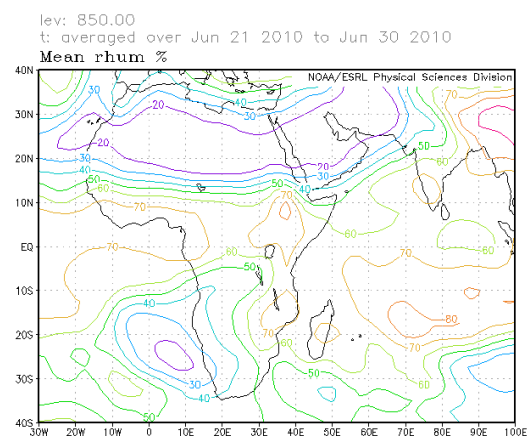 lev: 850.00
t: averaged over Jun 21 2010 to Jun 30 2010
Mean rhum %
NOAA/ESRL Physical Sciences Division
40N
30N
20N
10N
EQ
10S
20S
30S
40S
30W 20W 10W 0 10E 20E 30E 40E 50E 60E 70E 80E 90E 100E
30 20 30 70 70
20 20 50 60
30 30
40 40
50
60 70 70 60
70 60 50 70
40 80
70 60 60
50 30 40 50 30
60 50